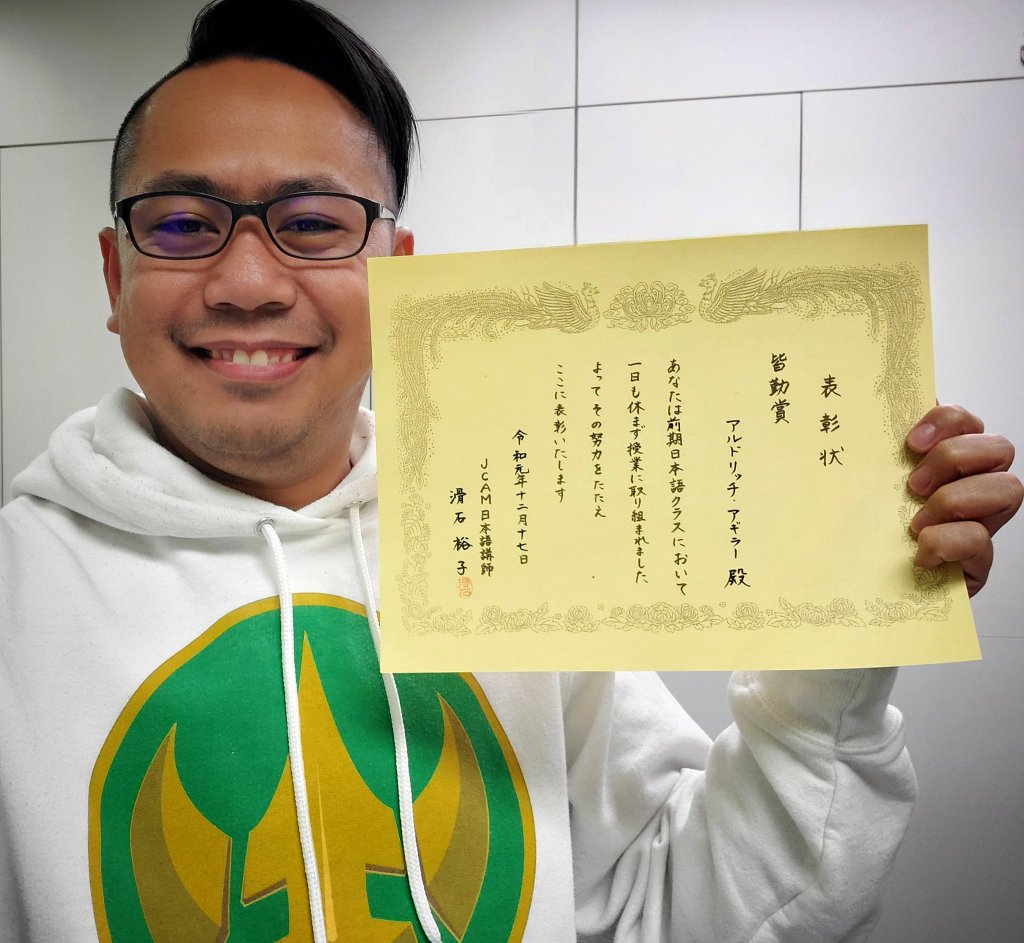 表彰状
皆勤賞
アルドリッチ・アギラー 殿
あなたは前期日本語クラスにおいて
一日も休まず授業に取り組まれました
よって その努力をたたえ
ここに表彰いたします
令和元年十二月十七日
JCAM日本語講師
滑石 裕子